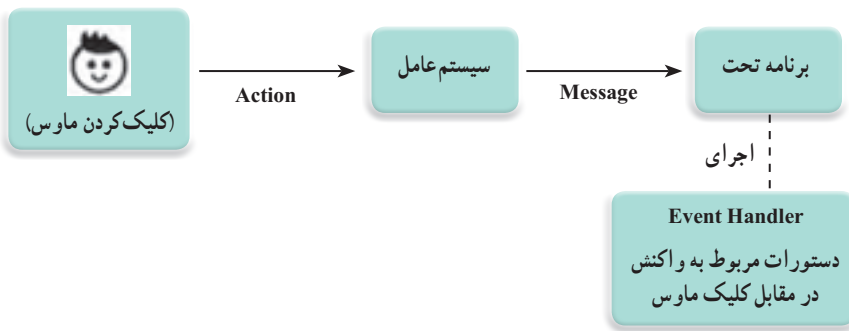 (کلیک‌کردن ماوس)
Action
سیستم‌عامل
Message
برنامه تحت
اجرای
Event Handler
دستورات مربوط به واکنش
در مقابل کلیک ماوس